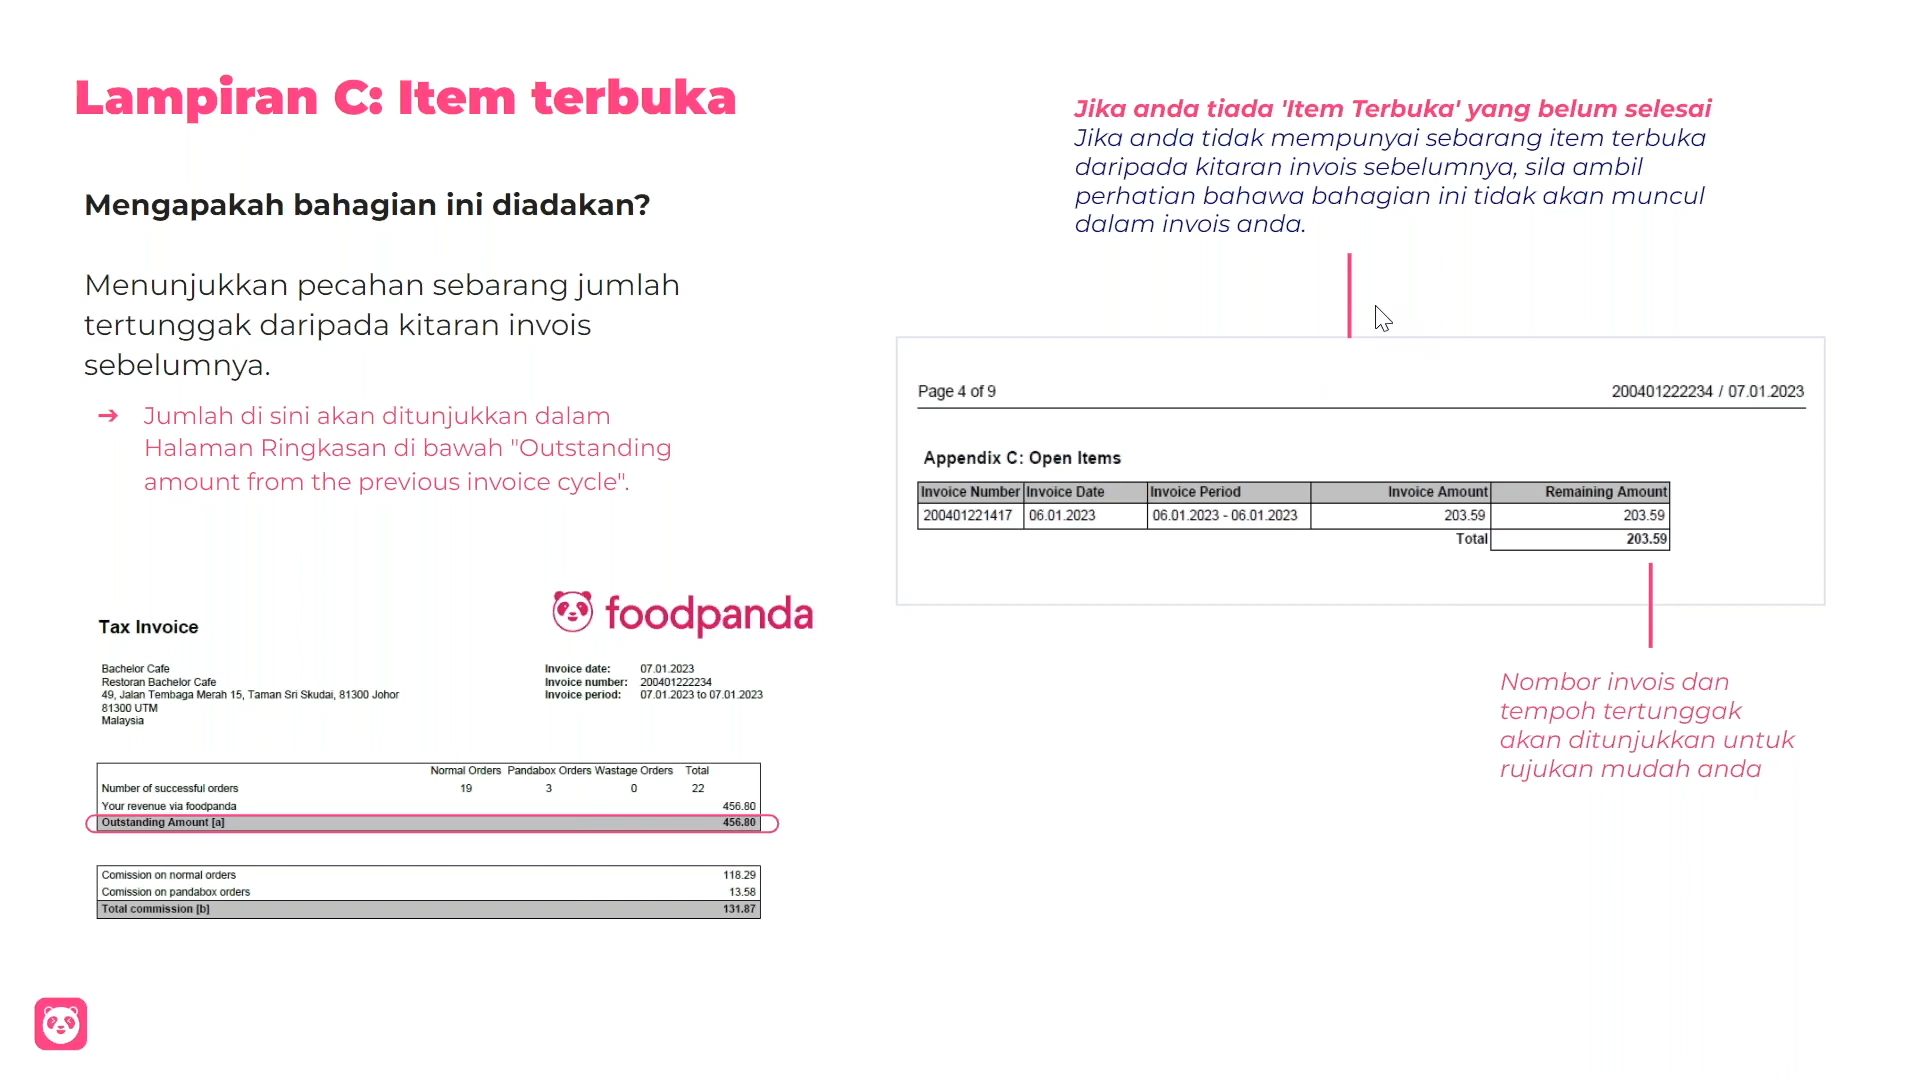 Lampiran C: Item terbuka
Mengapakah bahagian ini diadakan?
Menunjukkan pecahan sebarang jumlah
tertunggak daripada kitaran invois
sebelumnya.
➔ Jumlah di sini akan ditunjukkan dalam
Halaman Ringkasan di bawah "Outstanding
amount from the previous invoice cycle".
Tax Invoice
foodpanda
Bachelor Cafe
Restoran Bachelor Cafe
49, Jalan Tembaga Merah 15, Taman Sri Skudai, 81300 Johor
81300 UTM
Malaysia
Invoice date: 07.01.2023
Invoice number: 200401222234
Invoice period: 07.01.2023 to 07.01.2023
Normal Orders Pandabox Orders Wastage Orders Total
Number of successful orders 19 3 0 22
Your revenue via foodpanda 456.80
Outstanding Amount [a] 456.80
Comission on normal orders 118.29
Comission on pandabox orders 13.58
Total commission [b] 131.87
Jika anda tiada 'Item Terbuka' yang belum selesai
Jika anda tidak mempunyai sebarang item terbuka
daripada kitaran invois sebelumnya, sila ambil
perhatian bahawa bahagian ini tidak akan muncul
dalam invois anda.
Page 4 of 9 200401222234 / 07.01.2023
Appendix C: Open Items
Invoice Number Invoice Date Invoice Period Invoice Amount Remaining Amount
200401221417 06.01.2023 06.01.2023 - 06.01.2023 203.59 203.59
Total 203.59
Nombor invois dan
tempoh tertunggak
akan ditunjukkan untuk
rujukan mudah anda